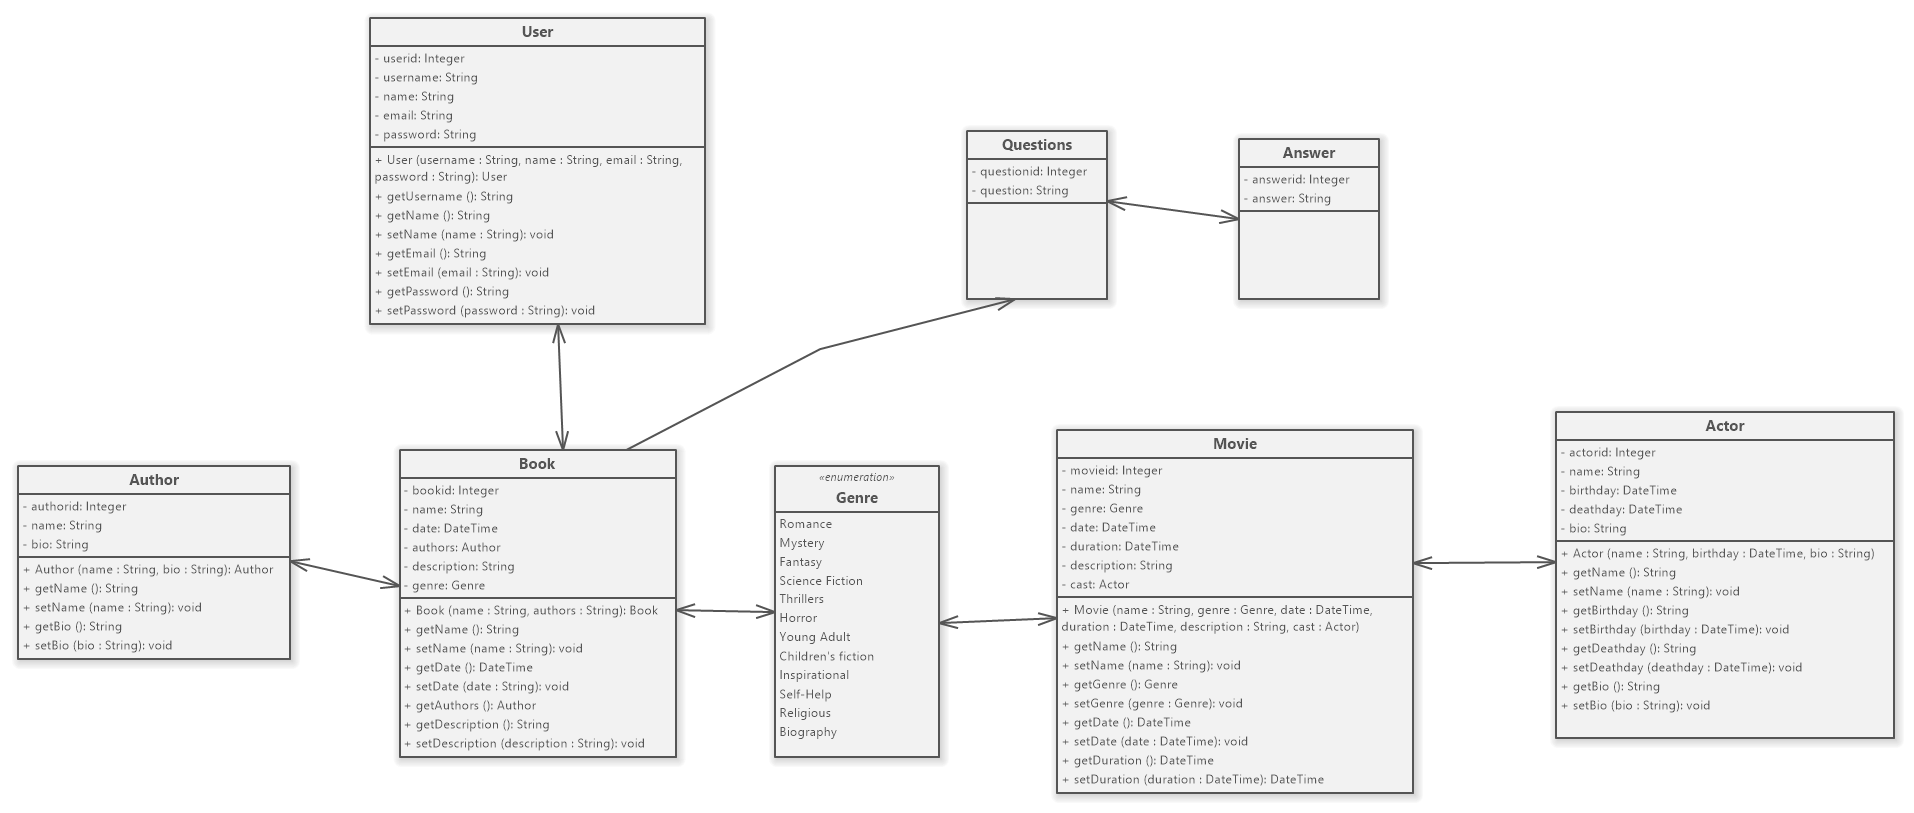 User
- userid: Integer
- username: String
- name: String
- email: String
- password: String
+ User (username : String, name : String, email : String,
password : String): User
+ getUsername (): String
+ getName (): String
+ setName (name : String): void
+ getEmail (): String
+ setEmail (email : String): void
+ getPassword (): String
+ setPassword (password : String): void
Questions
- questionid: Integer
- question: String
Answer
- answerid: Integer
- answer: String
Author
- authorid: Integer
- name: String
- bio: String
+ Author (name : String, bio : String): Author
+ getName (): String
+ setName (name : String): void
+ getBio (): String
+ setBio (bio : String): void
Book
- bookid: Integer
- name: String
- date: DateTime
- authors: Author
- description: String
- genre: Genre
+ Book (name : String, authors : String): Book
+ getName (): String
+ setName (name : String): void
+ getDate (): DateTime
+ setDate (date : String): void
+ getAuthors (): Author
+ getDescription (): String
+ setDescription (description : String): void
«enumeration»
Genre
Romance
Mystery
Fantasy
Science Fiction
Thrillers
Horror
Young Adult
Children's fiction
Inspirational
Self-Help
Religious
Biography
Movie
- movieid: Integer
- name: String
- genre: Genre
- date: DateTime
- duration: DateTime
- description: String
- cast: Actor
+ Movie (name : String, genre : Genre, date : DateTime,
duration : DateTime, description : String, cast : Actor)
+ getName (): String
+ setName (name : String): void
+ getGenre (): Genre
+ setGenre (genre : Genre): void
+ getDate (): DateTime
+ setDate (date : DateTime): void
+ getDuration (): DateTime
+ setDuration (duration : DateTime): DateTime
Actor
- actorid: Integer
- name: String
- birthday: DateTime
- deathday: DateTime
- bio: String
+ Actor (name : String, birthday : DateTime, bio : String)
+ getName (): String
+ setName (name : String): void
+ getBirthday (): String
+ setBirthday (birthday : DateTime): void
+ getDeathday (): String
+ setDeathday (deathday : DateTime): void
+ getBio (): String
+ setBio (bio : String): void